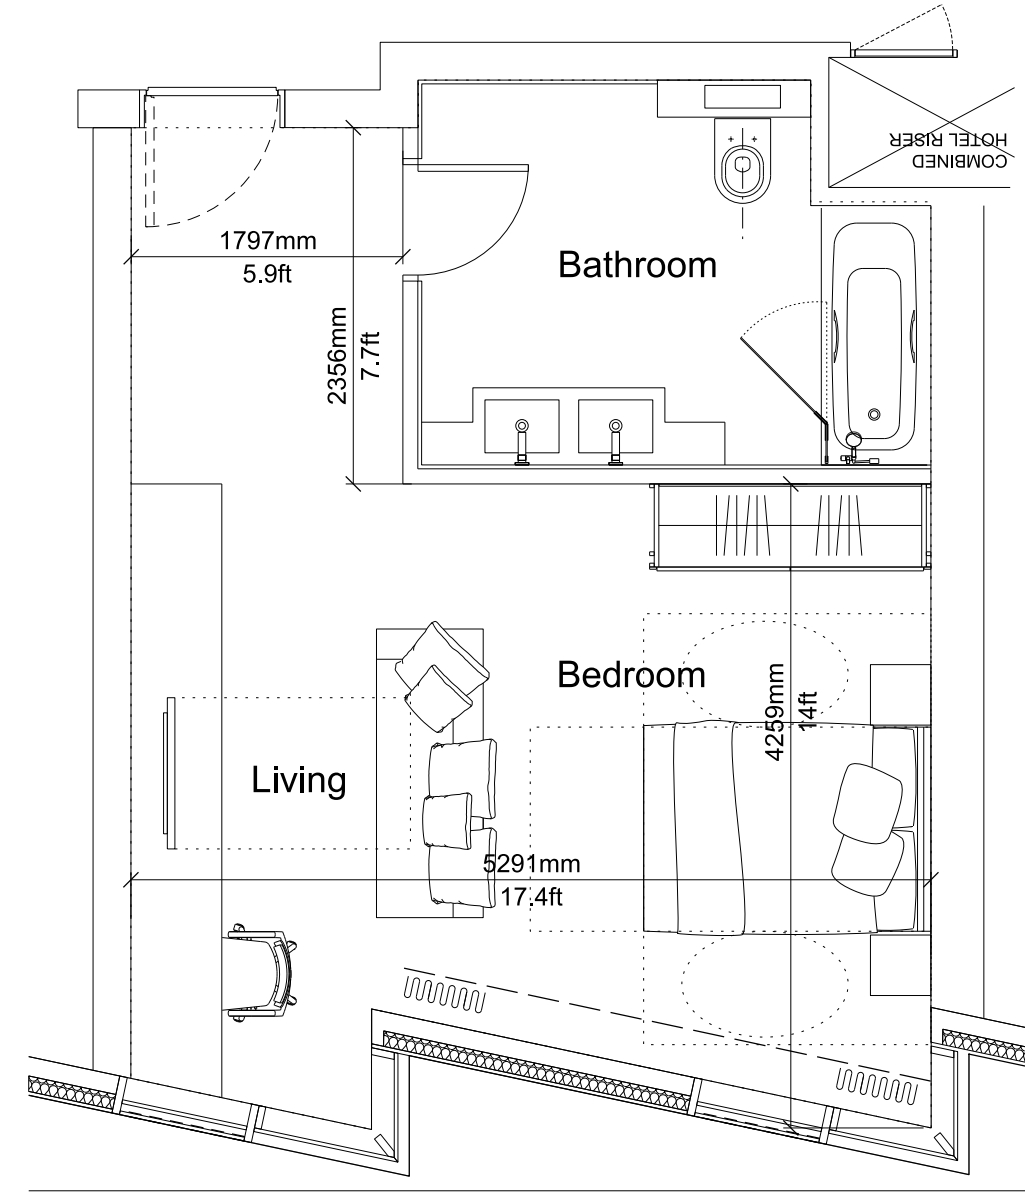 COMBINED
HOTEL RISER
1797mm
5.9ft
Bathroom
2356mm
7.7ft
Bedroom
4259mm
14ft
Living
5291mm
17.4ft